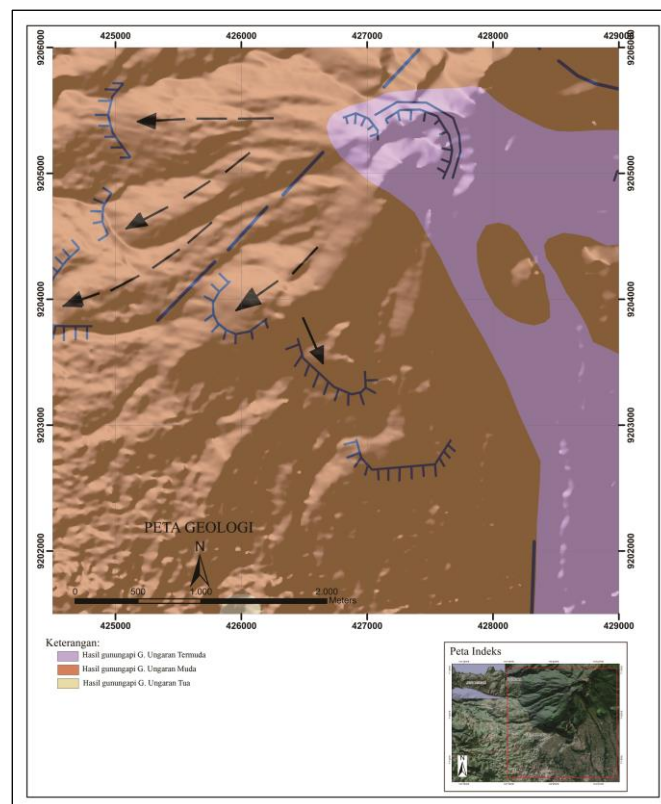 425000 426000 427000 428000 429000
9206000 9206000
9205000 9205000
9204000 9204000
9203000 9203000
9202000 9202000
PETA GEOLOGI
N
0 500 1.000 2.000
Meters
425000 426000 427000 428000 429000
Keterangan:
Hasil gunungapi G. Ungaran Termuda
Hasil gunungapi G. Ungaran Muda
Hasil gunungapi G. Ungaran Tua
Peta Indeks
N